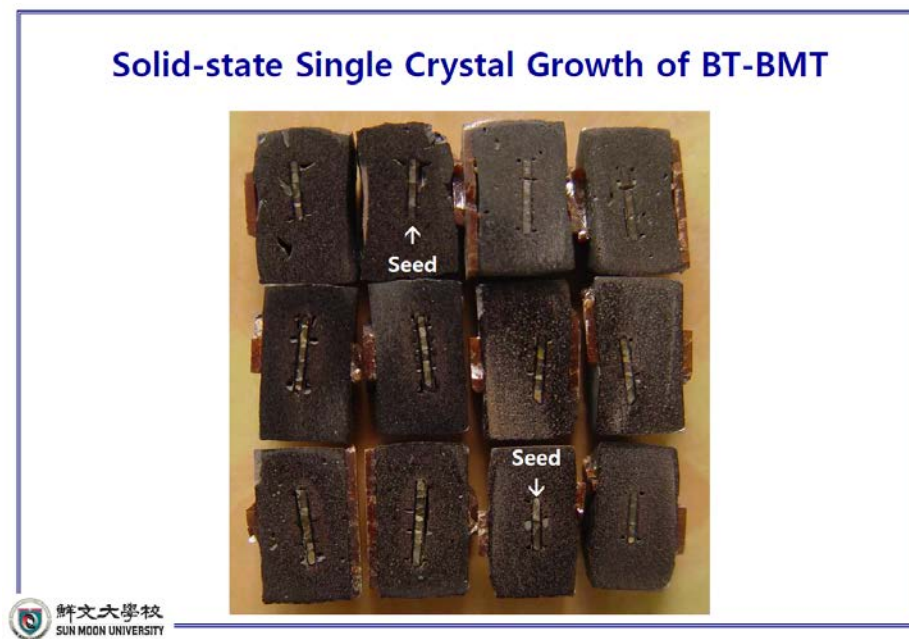 Solid-state Single Crystal Growth of BT-BMT
Seed
Seed
鮮文大學校
SUN MOON UNIVERSITY